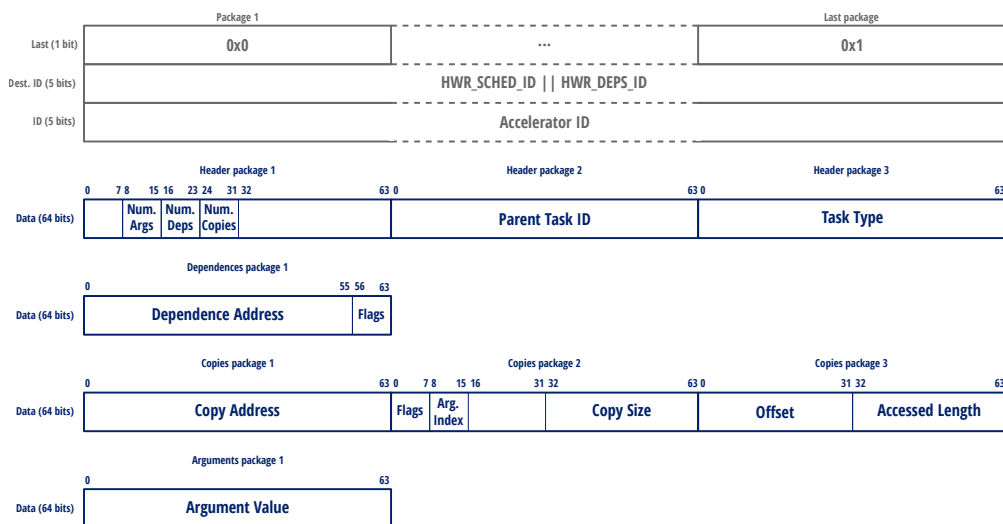 Package 1 Last package
Last (1 bit) 0x0 ... 0x1
Dest. ID (5 bits) HWR_SCHED_ID || HWR_DEPS_ID
ID (5 bits) Accelerator ID
Header package 1 Header package 2 Header package 3
0 7 8 15 16 23 24 31 32 63 0 63 0 63
Data (64 bits) Num. Args Num. Deps Num. Copies Parent Task ID Task Type
Dependences package 1
0 55 56 63
Data (64 bits) Dependence Address Flags
Copies package 1 Copies package 2 Copies package 3
0 63 0 7 8 15 16 31 32 63 0 31 32 63
Data (64 bits) Copy Address Flags Arg. Index Copy Size Offset Accessed Length
Arguments package 1
0 63
Data (64 bits) Argument Value